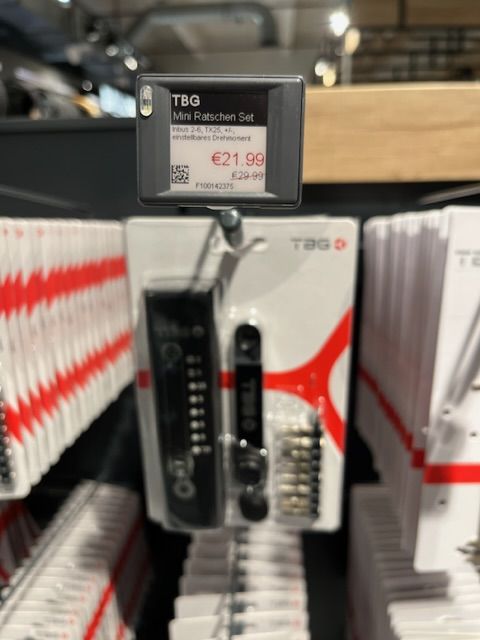 TBG
Mini Ratschen Set
Inbus 2-6, TX25, +/-,
einstellbares Drehmoment
€21.99
€29.99
F100142375
TBG
TBG